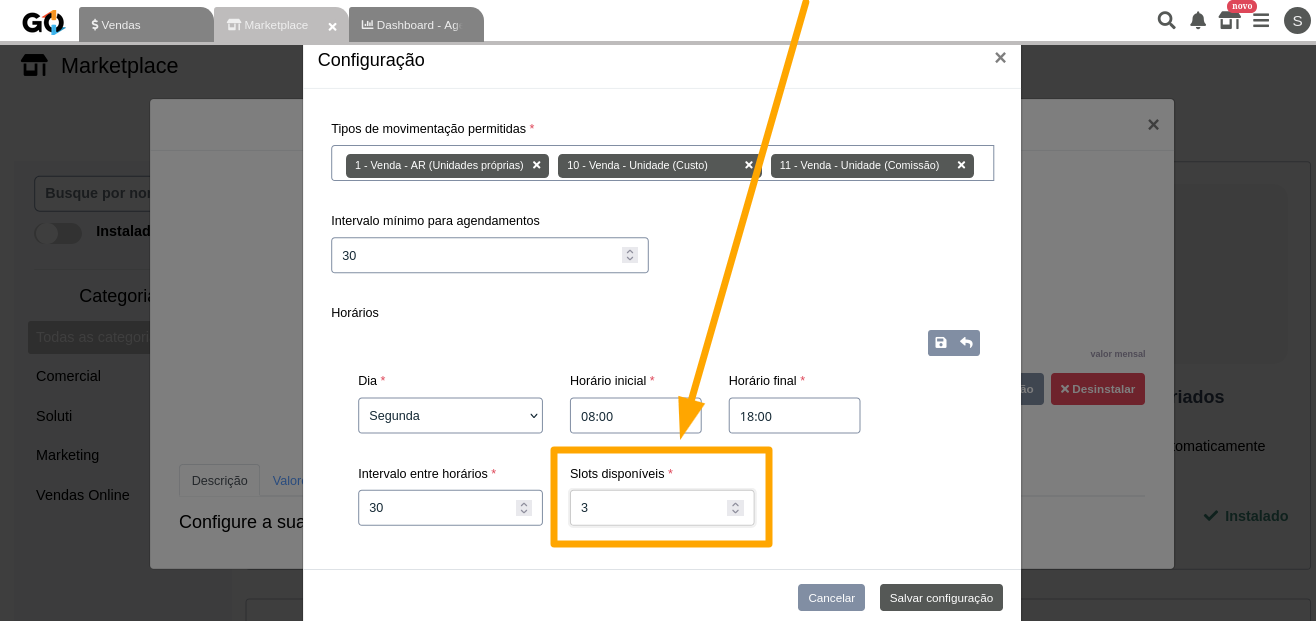 GO
Vendas
Marketplace
Dashboard - Ag
novo
S
Marketplace
Configuração
Tipos de movimentação permitidas *
1 - Venda - AR (Unidades próprias)
10 - Venda - Unidade (Custo)
11 - Venda - Unidade (Comissão)
Busque por nor
Intervalo mínimo para agendamentos
Instalad
30
Categoria
Horários
Todas as categori
valor mensal
Comercial
Dia *
Horário inicial *
Horário final *
ão
Desinstalar
riados
Soluti
Segunda
08:00
18:00
omaticamente
Marketing
Descrição
Valore
Intervalo entre horários *
Slots disponíveis *
Vendas Online
30
3
Configure a sua
Instalado
Cancelar
Salvar configuração